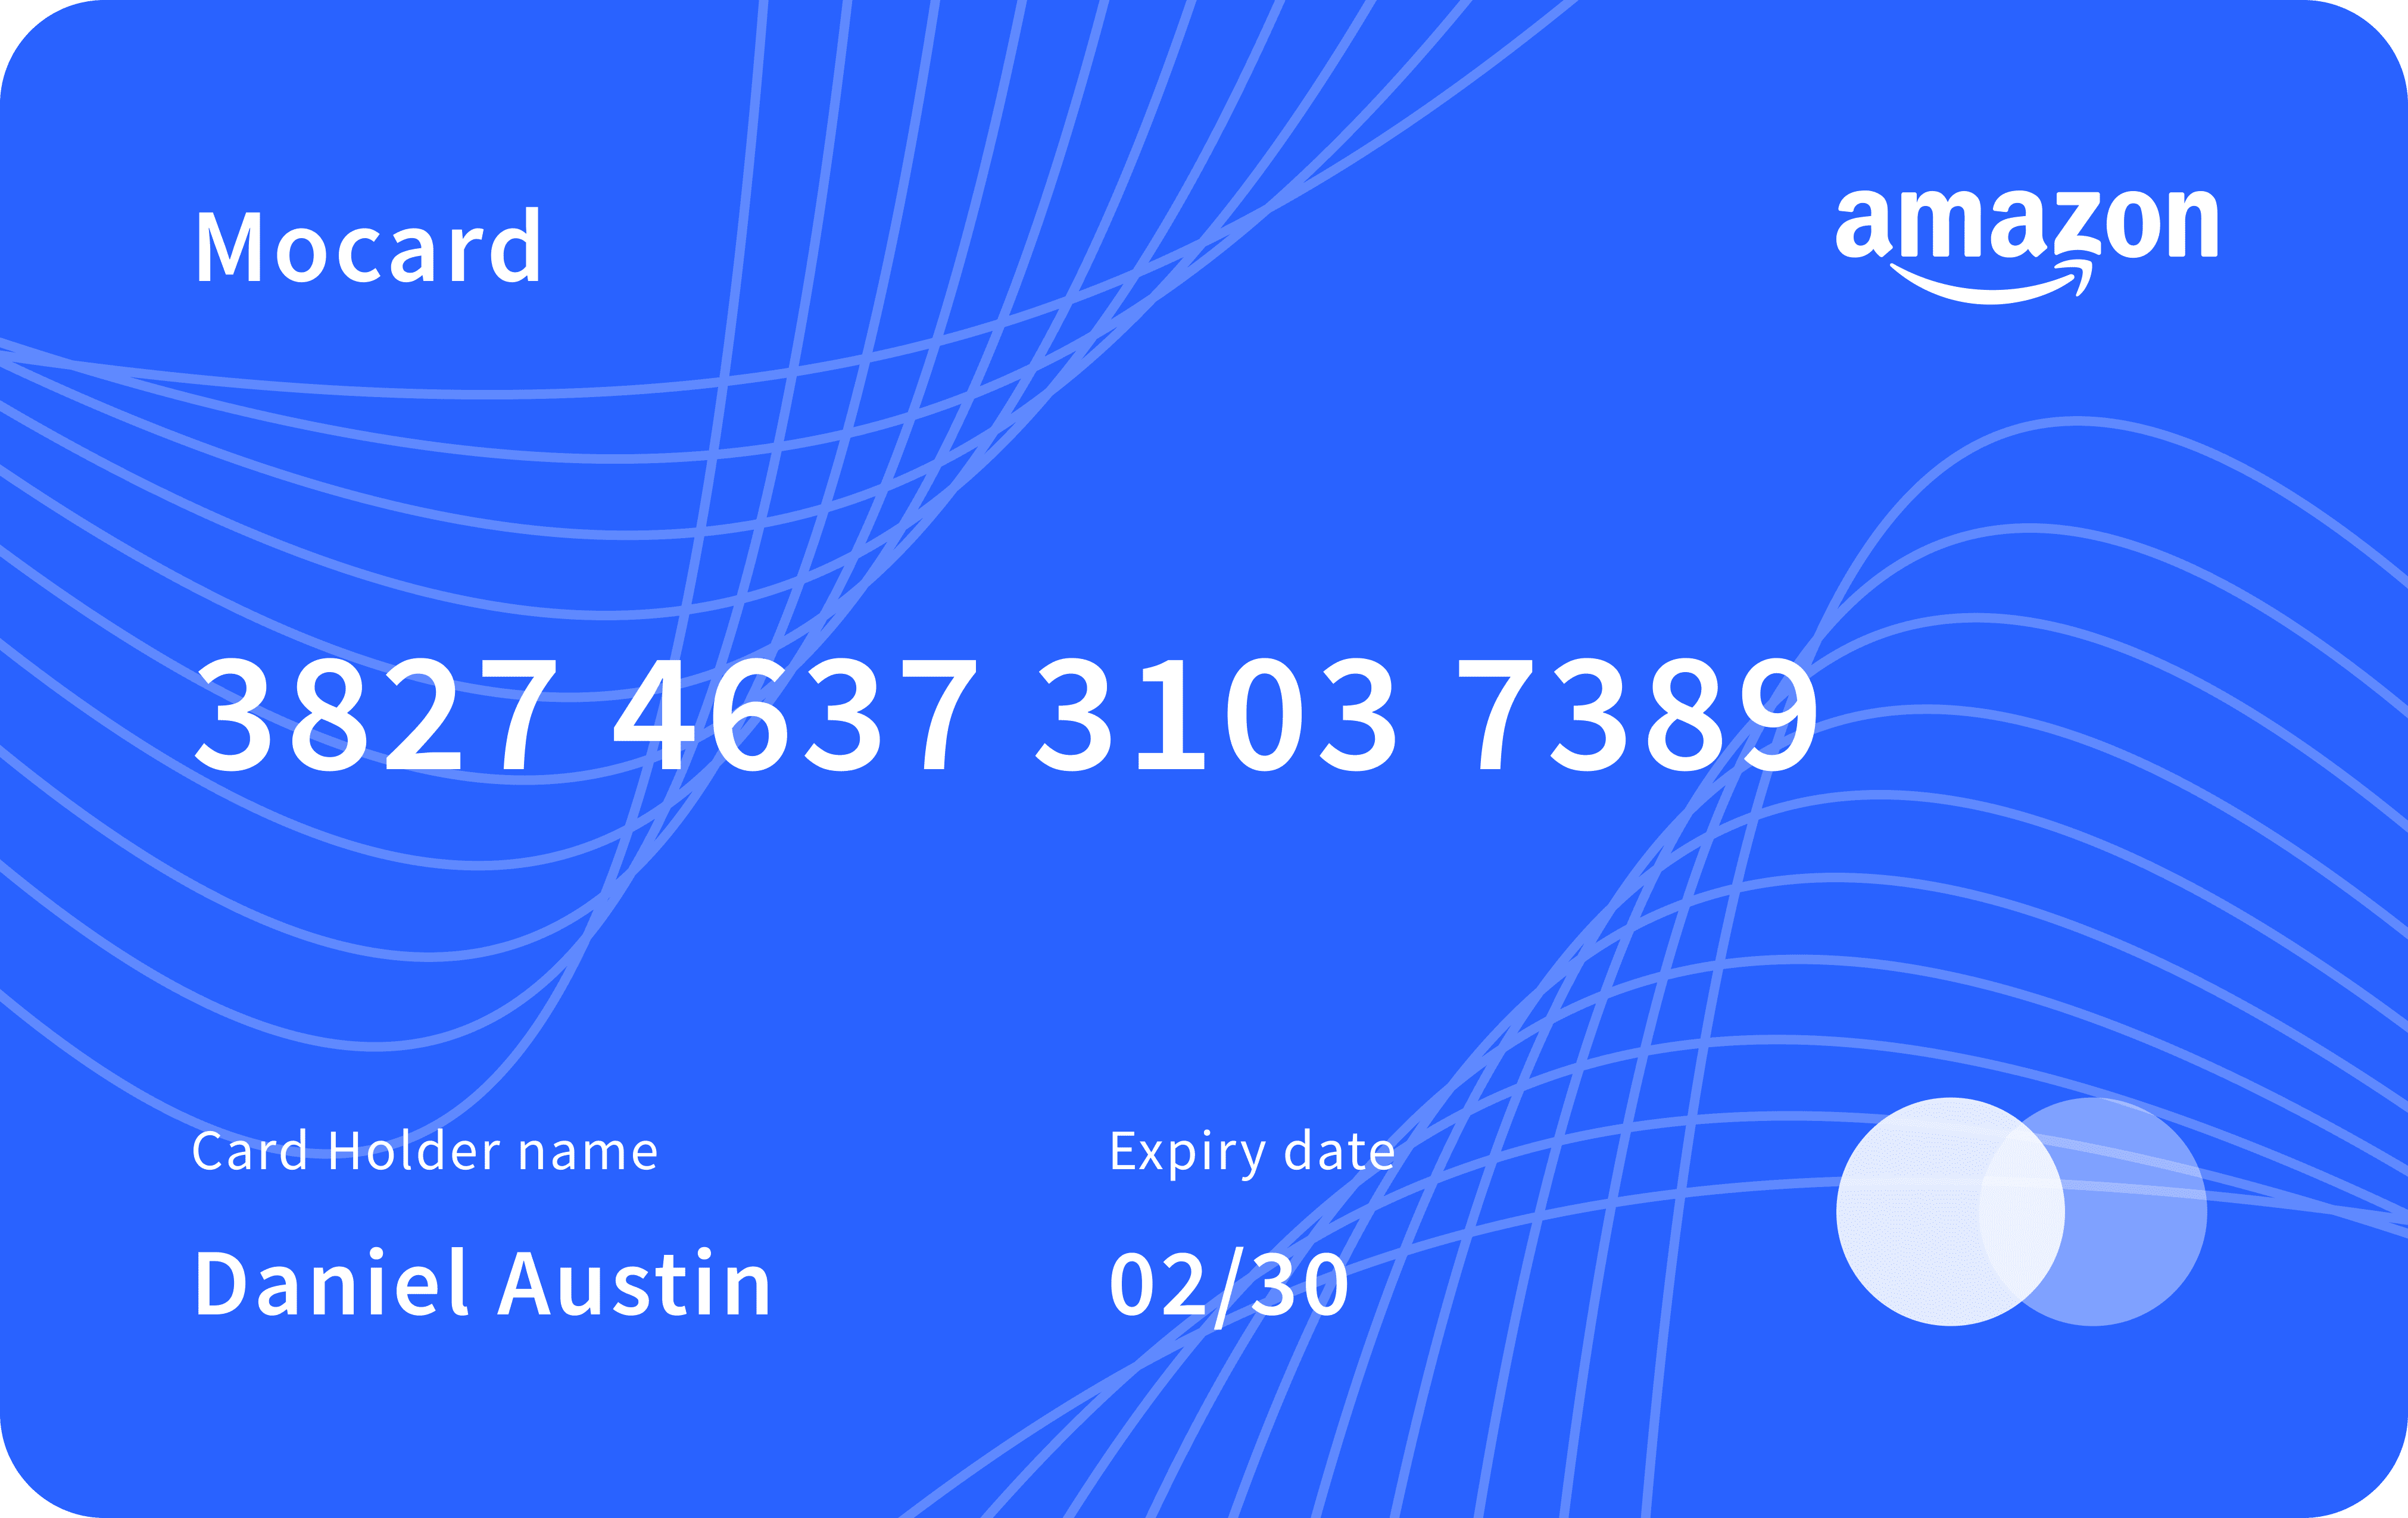 Mocard
amazon
3827 4637 3103 7389
Card Holder name
Expiry date
Daniel Austin
02/30